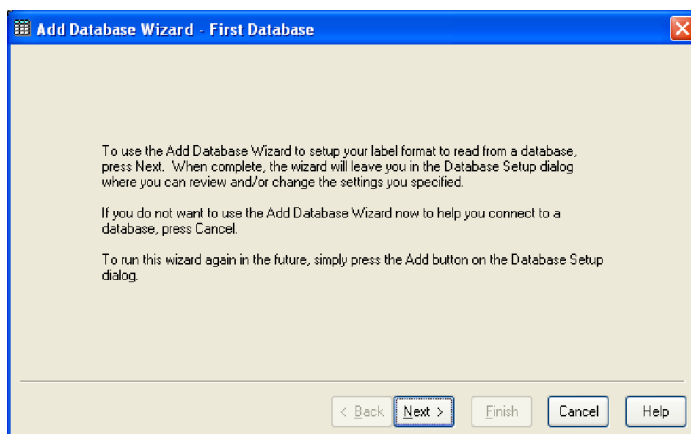 Add Database Wizard - First Database
To use the Add Database Wizard to setup your label format to read from a database,
press Next. When complete, the wizard will leave you in the Database Setup dialog
where you can review and/or change the settings you specified.
If you do not want to use the Add Database Wizard now to help you connect to a
database, press Cancel.
To run this wizard again in the future, simply press the Add button on the Database Setup
dialog.
< Back Next > Finish Cancel Help